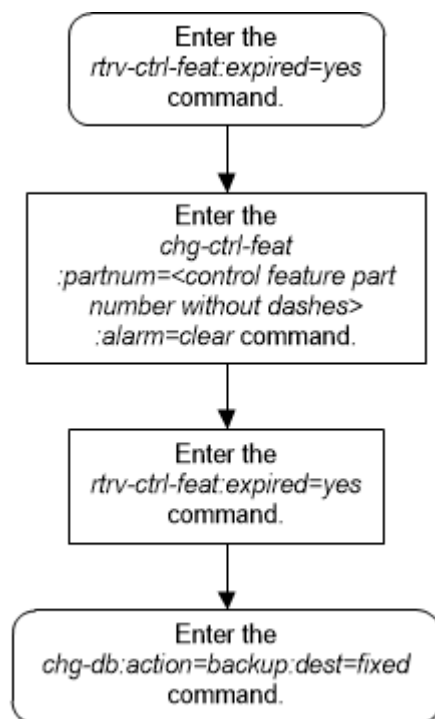 Enter the
rtrv-ctrl-feat:expired=yes
command.
Enter the
chg-ctrl-feat
:partnum=<control feature part
number without dashes>
:alarm=clear command.
Enter the
rtrv-ctrl-feat:expired=yes
command.
Enter the
chg-db:action=backup:dest=fixed
command.